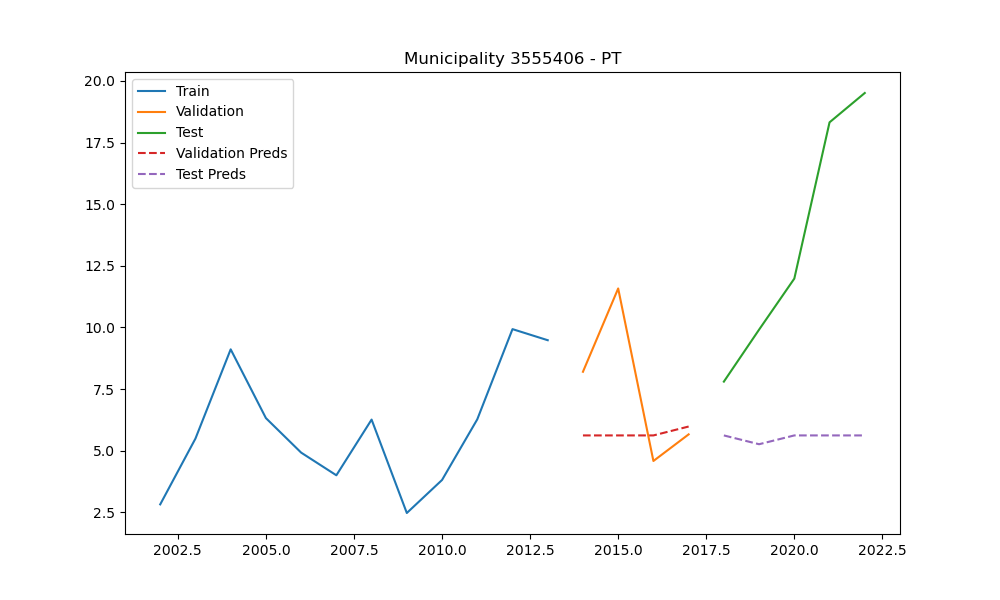 Municipality 3555406 - PT
Train
Validation
Test
Validation Preds
Test Preds
20.0
17.5
15.0
12.5
10.0
7.5
5.0
2.5
2002.5 2005.0 2007.5 2010.0 2012.5 2015.0 2017.5 2020.0 2022.5